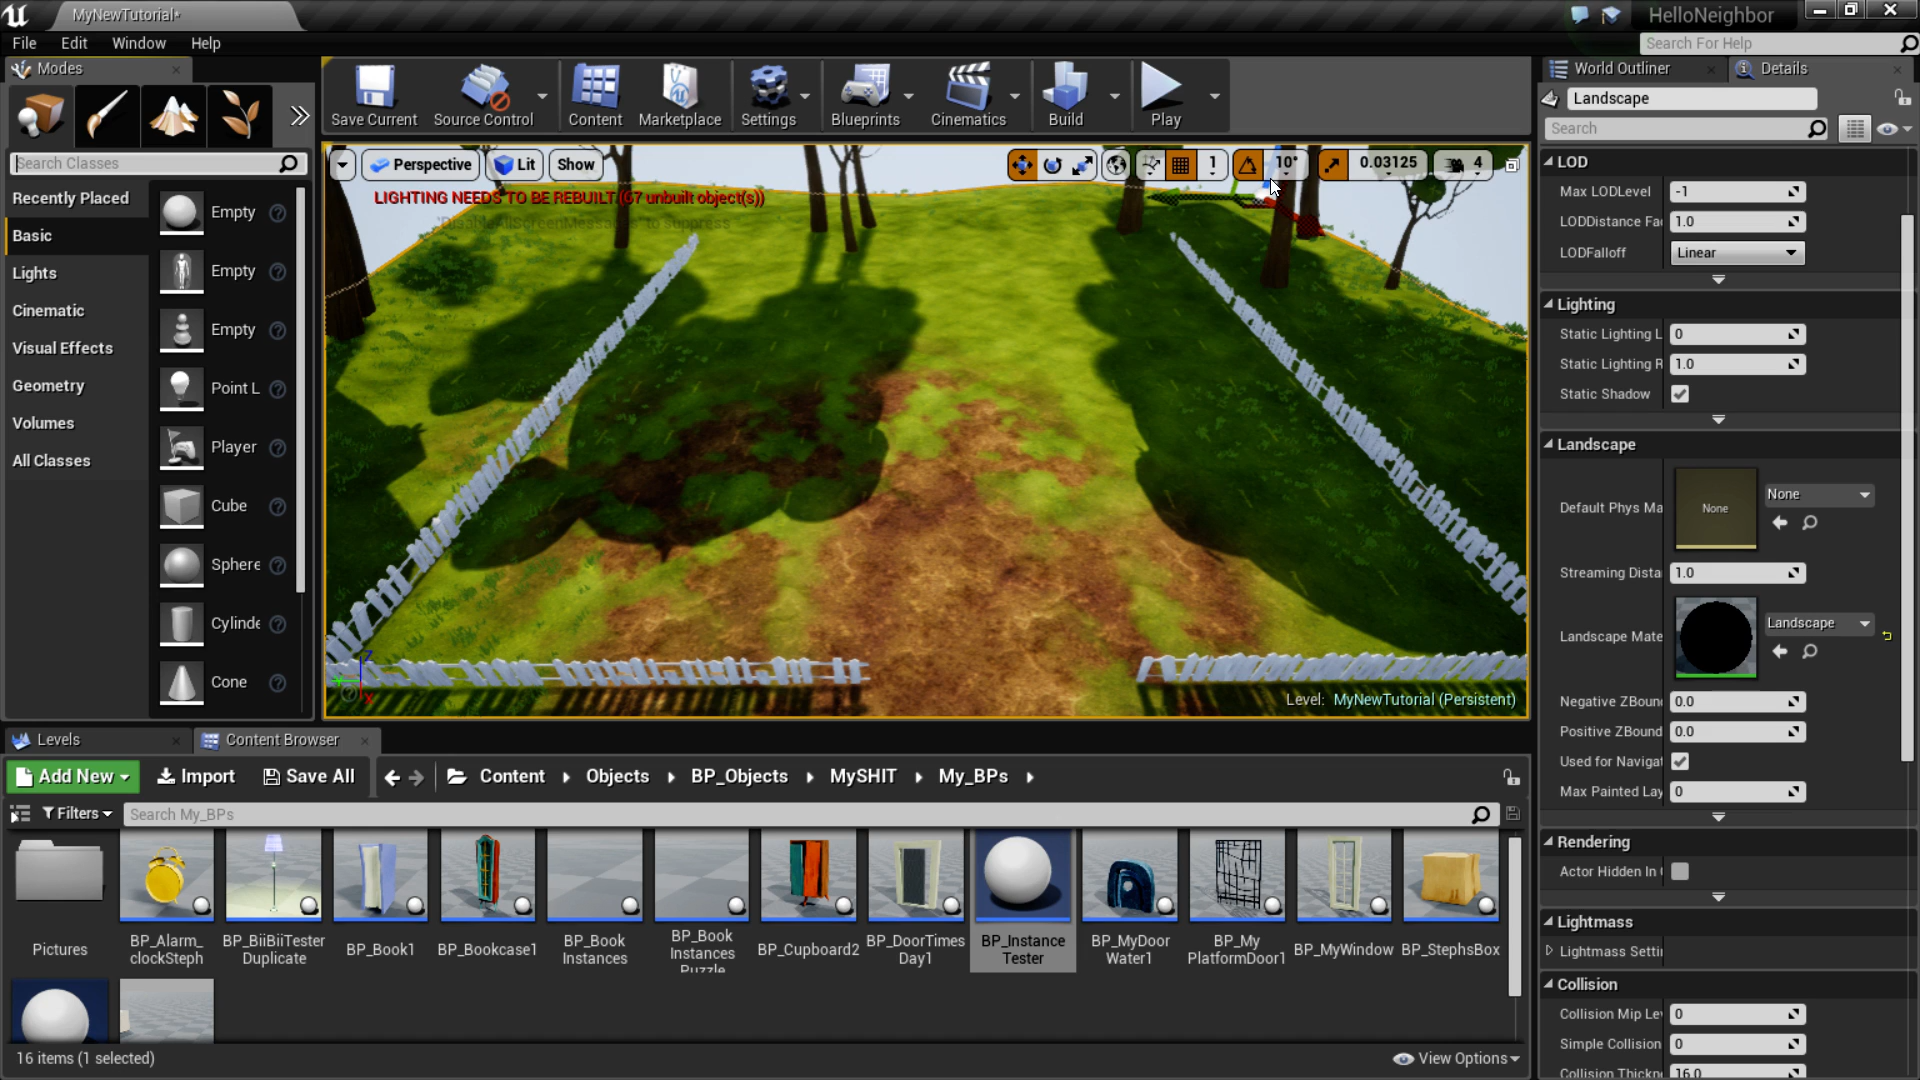 MyNewTutorial*
HelloNeighbor
File Edit Window Help
Search For Help
Modes
Save Current
Source Control
Content
Marketplace
Settings
Blueprints
Cinematics
Build
Play
Search Classes
Recently Placed
Basic
Lights
Cinematic
Visual Effects
Geometry
Volumes
All Classes
Empty
Empty
Empty
Point L
Player
Cube
Sphere
Cylinde
Cone
Perspective Lit Show
1 10° 0.03125 4
LIGHTING NEEDS TO BE REBUILT (67 unbuilt object(s))
'DisableAllScreenMessages' to suppress
Level: MyNewTutorial (Persistent)
World Outliner Details
Landscape
Search
LOD
Max LODLevel -1
LODDistance Fa 1.0
LODFalloff Linear
Lighting
Static Lighting L 0
Static Lighting R 1.0
Static Shadow
Landscape
Default Phys Ma None None
Streaming Dista 1.0
Landscape Mate Landscape
Negative ZBoun 0.0
Positive ZBound 0.0
Used for Navigat
Max Painted Lay 0
Rendering
Actor Hidden In
Lightmass
Lightmass Setti
Collision
Collision Mip Le 0
Simple Collision 0
Collision Thickn 16.0
Levels Content Browser
Add New Import Save All Content Objects BP_Objects MySHIT My_BPs
Filters Search My_BPs
Pictures
BP_Alarm_
clockSteph
BP_BiiBiiTester
Duplicate
BP_Book1
BP_Bookcase1
BP_Book
Instances
BP_Book
Instances
Puzzle
BP_Cupboard2
BP_DoorTimes
Day1
BP_Instance
Tester
BP_MyDoor
Water1
BP_My
PlatformDoor1
BP_MyWindow
BP_StephsBox
16 items (1 selected)
View Options